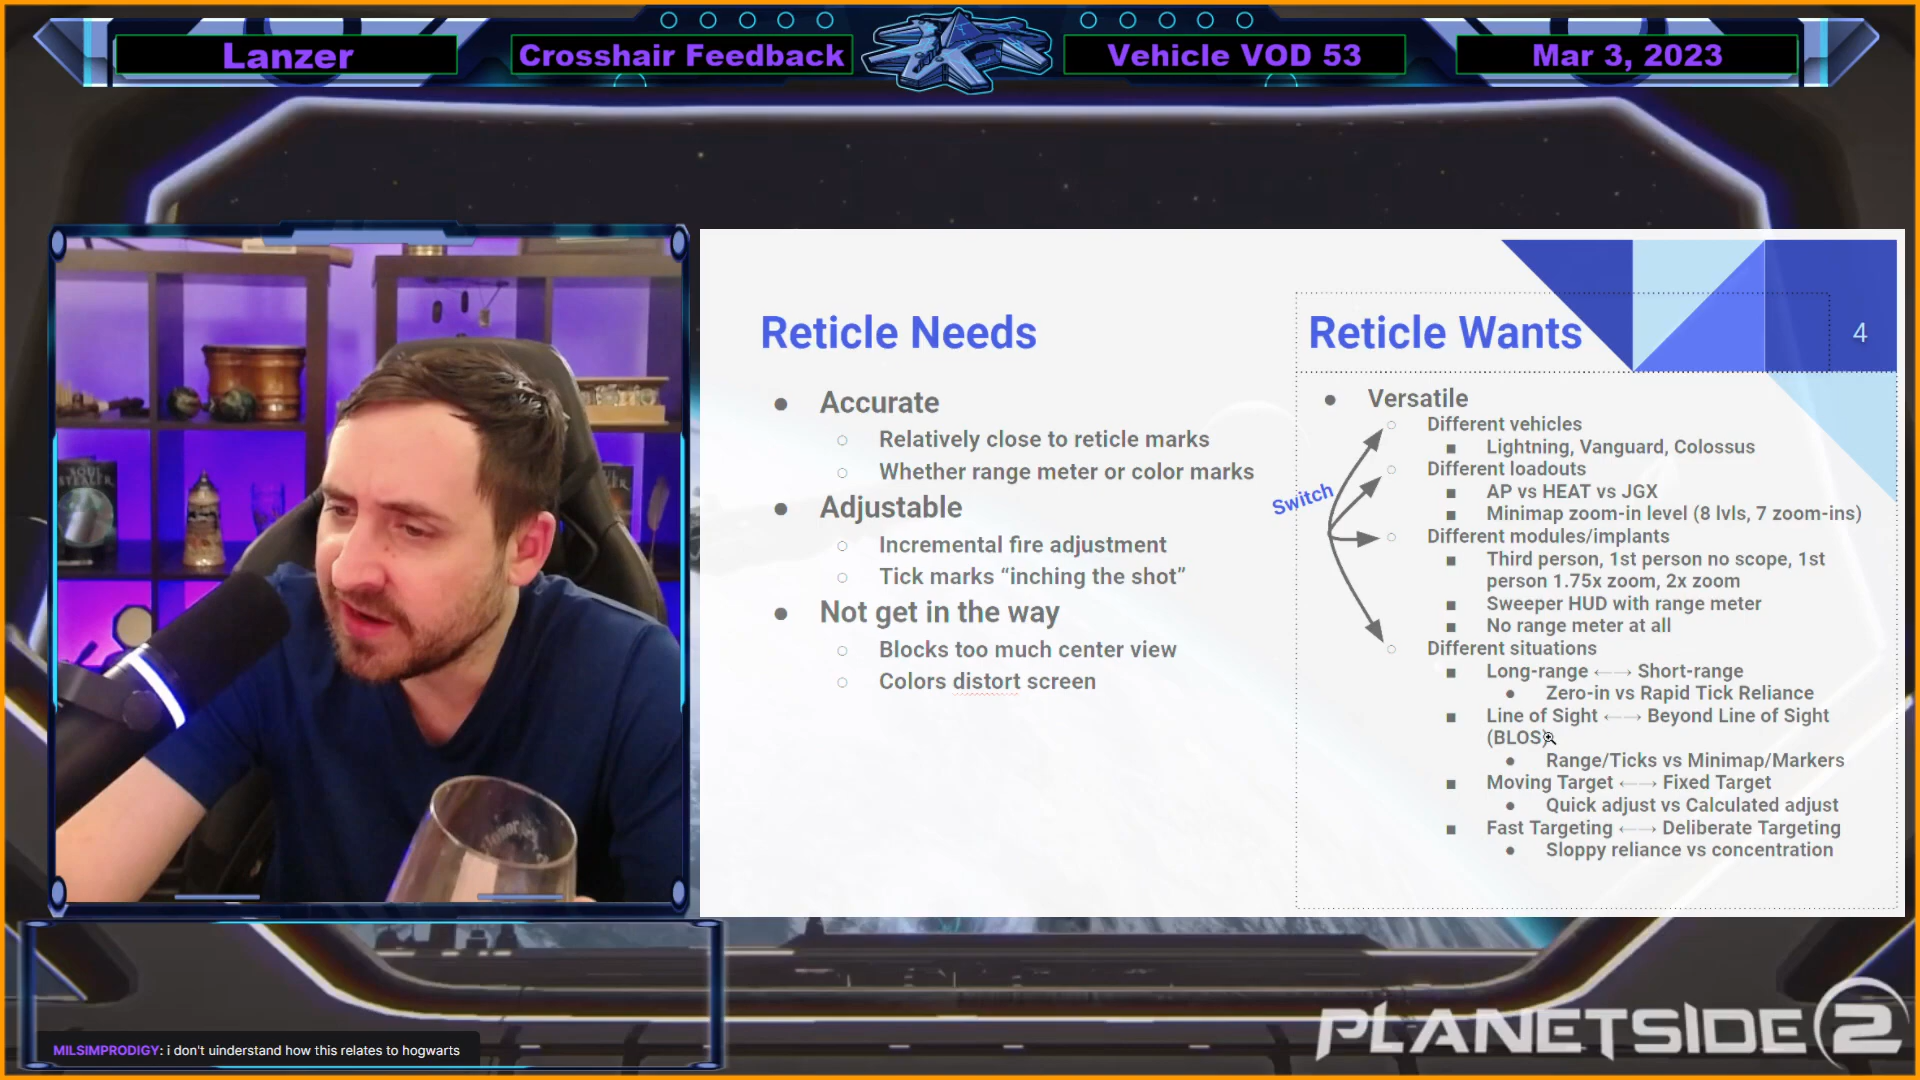 Lanzer
Crosshair Feedback
Vehicle VOD 53
Mar 3, 2023
Reticle Needs
Accurate
Relatively close to reticle marks
Whether range meter or color marks
Adjustable
Incremental fire adjustment
Tick marks “inching the shot”
Not get in the way
Blocks too much center view
Colors distort screen
Reticle Wants
4
Versatile
Different vehicles
Lightning, Vanguard, Colossus
Different loadouts
AP vs HEAT vs JGX
Minimap zoom-in level (8 lvls, 7 zoom-ins)
Different modules/implants
Third person, 1st person no scope, 1st
person 1.75x zoom, 2x zoom
Sweeper HUD with range meter
No range meter at all
Different situations
Long-range ←→ Short-range
Zero-in vs Rapid Tick Reliance
Line of Sight ←→ Beyond Line of Sight
(BLOS)
Range/Ticks vs Minimap/Markers
Moving Target ←→ Fixed Target
Quick adjust vs Calculated adjust
Fast Targeting ←→ Deliberate Targeting
Sloppy reliance vs concentration
Switch
MILSIMPRODIGY: i don't uinderstand how this relates to hogwarts
PLANETSIDE 2